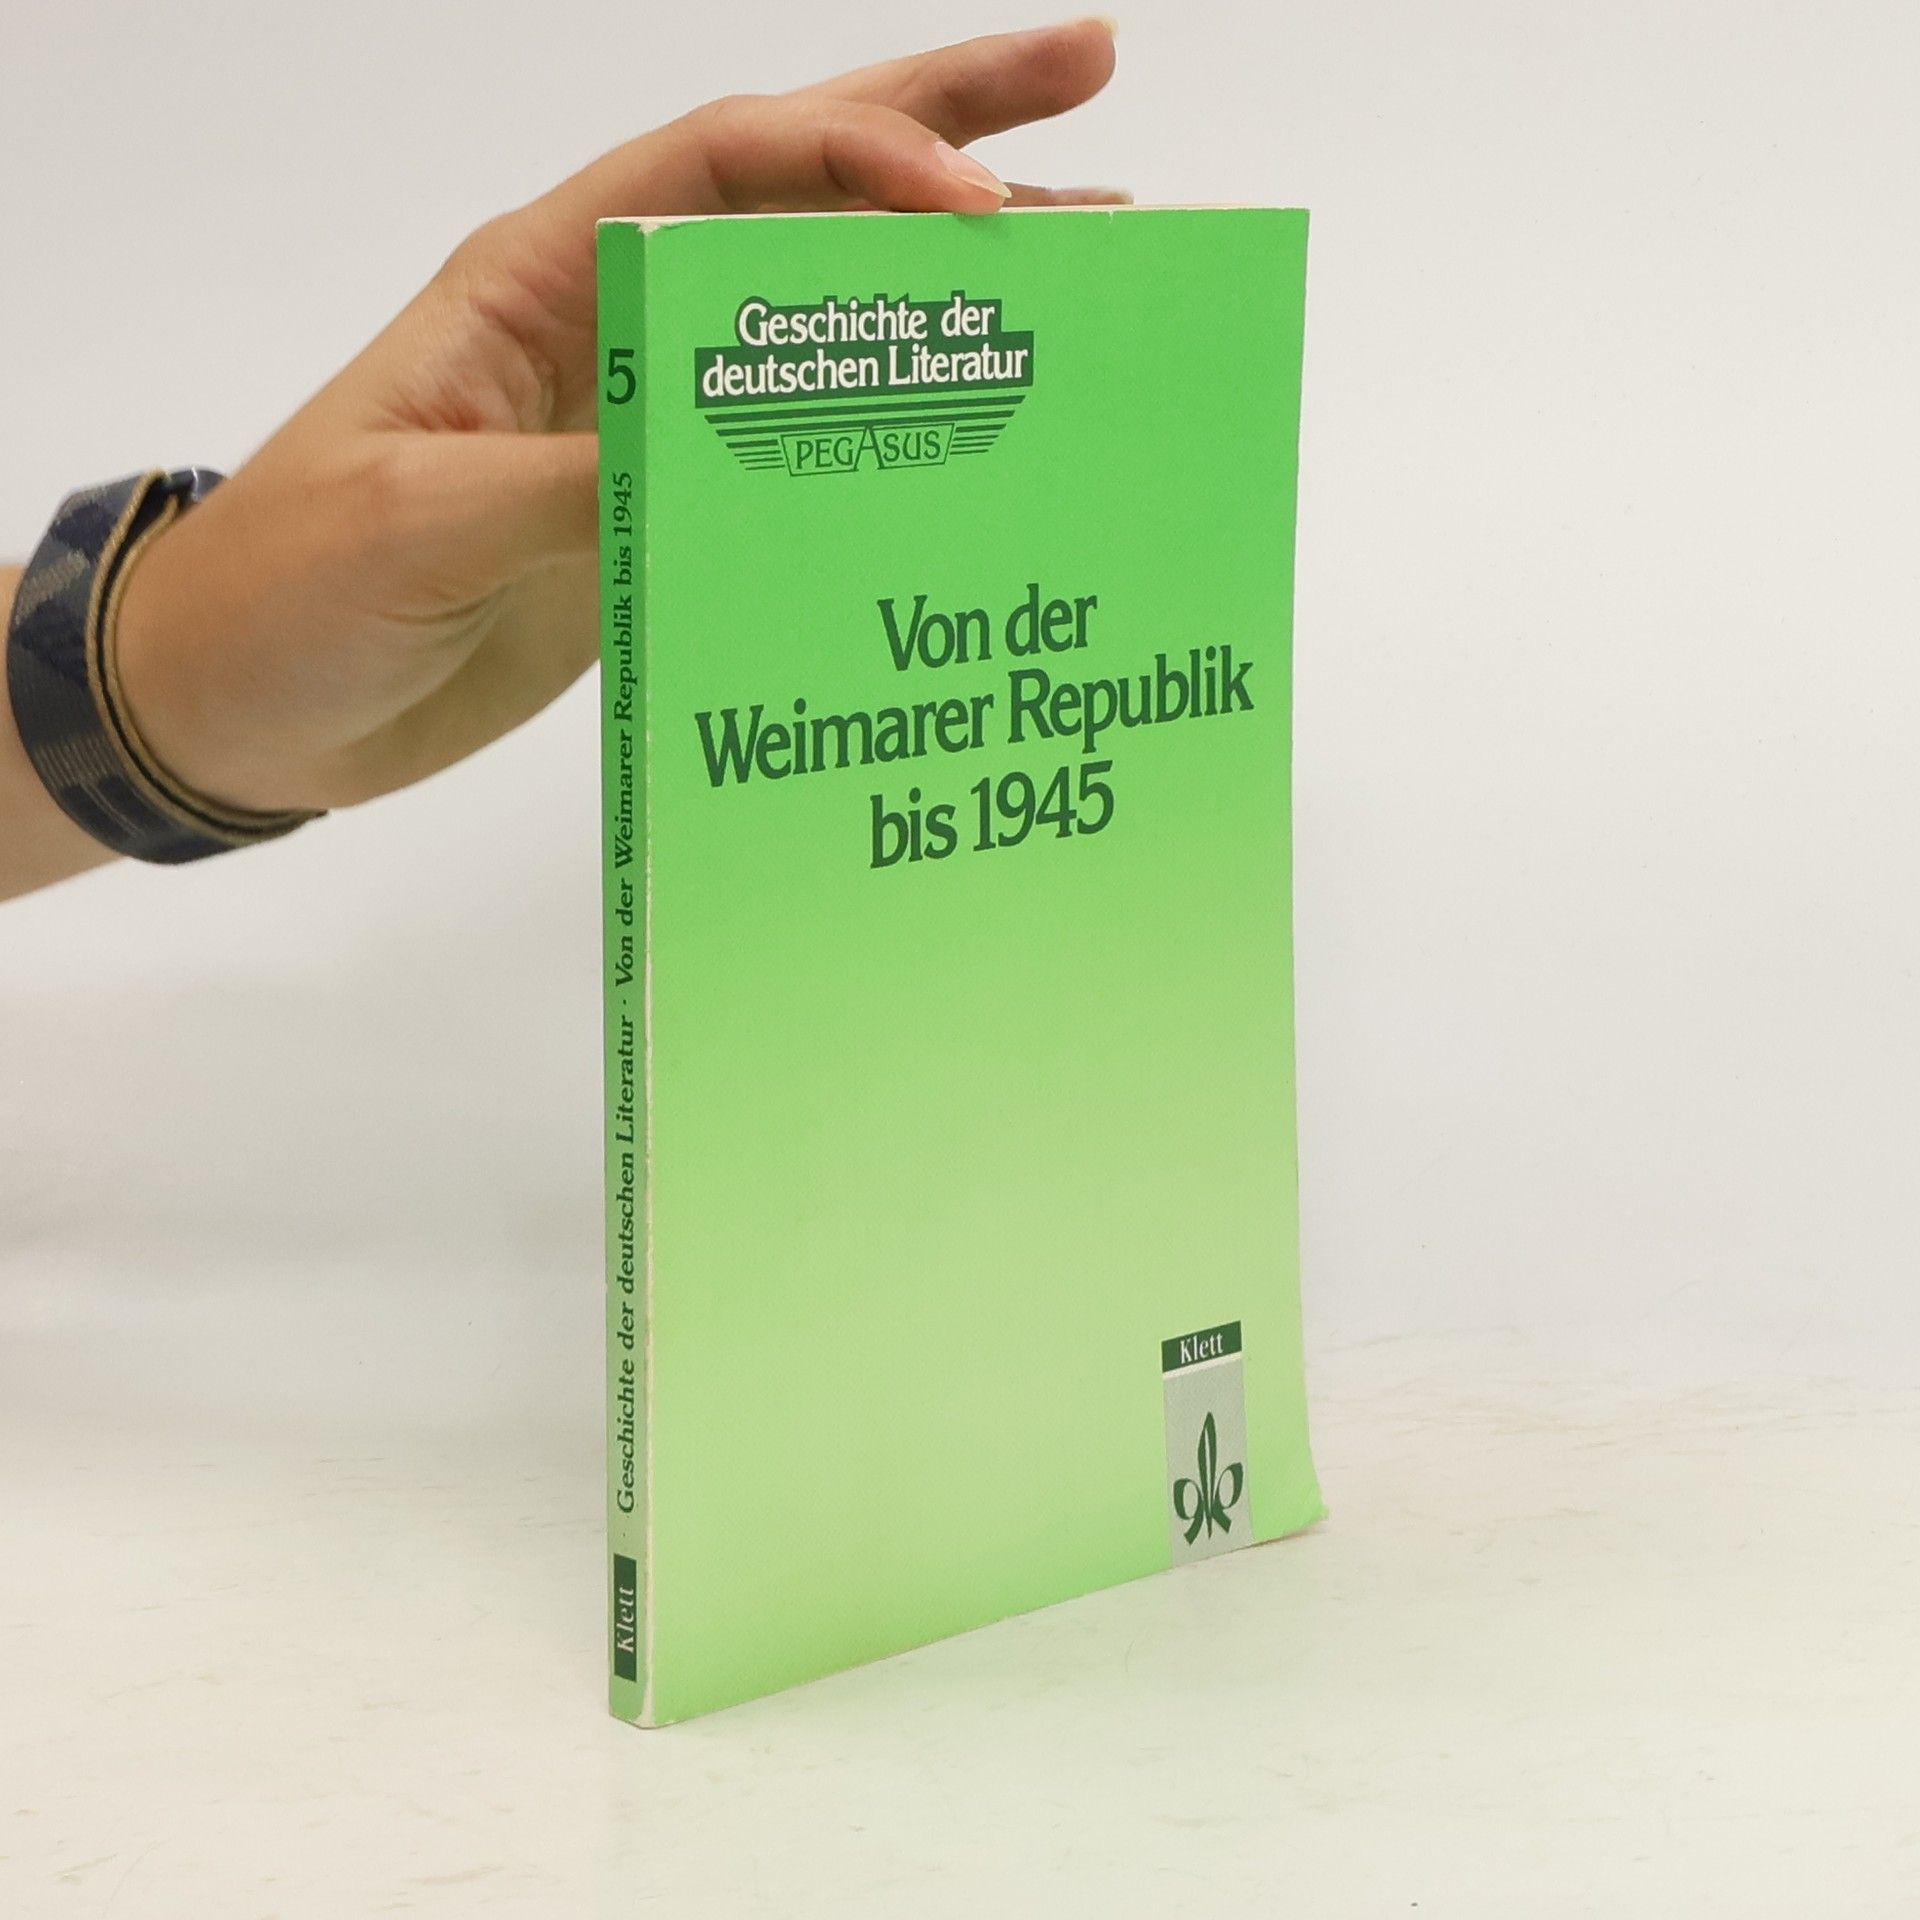 Geschichte der
deutschen Literatur
PEGASUS
Von der
Weimarer Republik
bis 1945
Klett
5
Klett · Geschichte der deutschen Literatur · Von der Weimarer Republik bis 1945